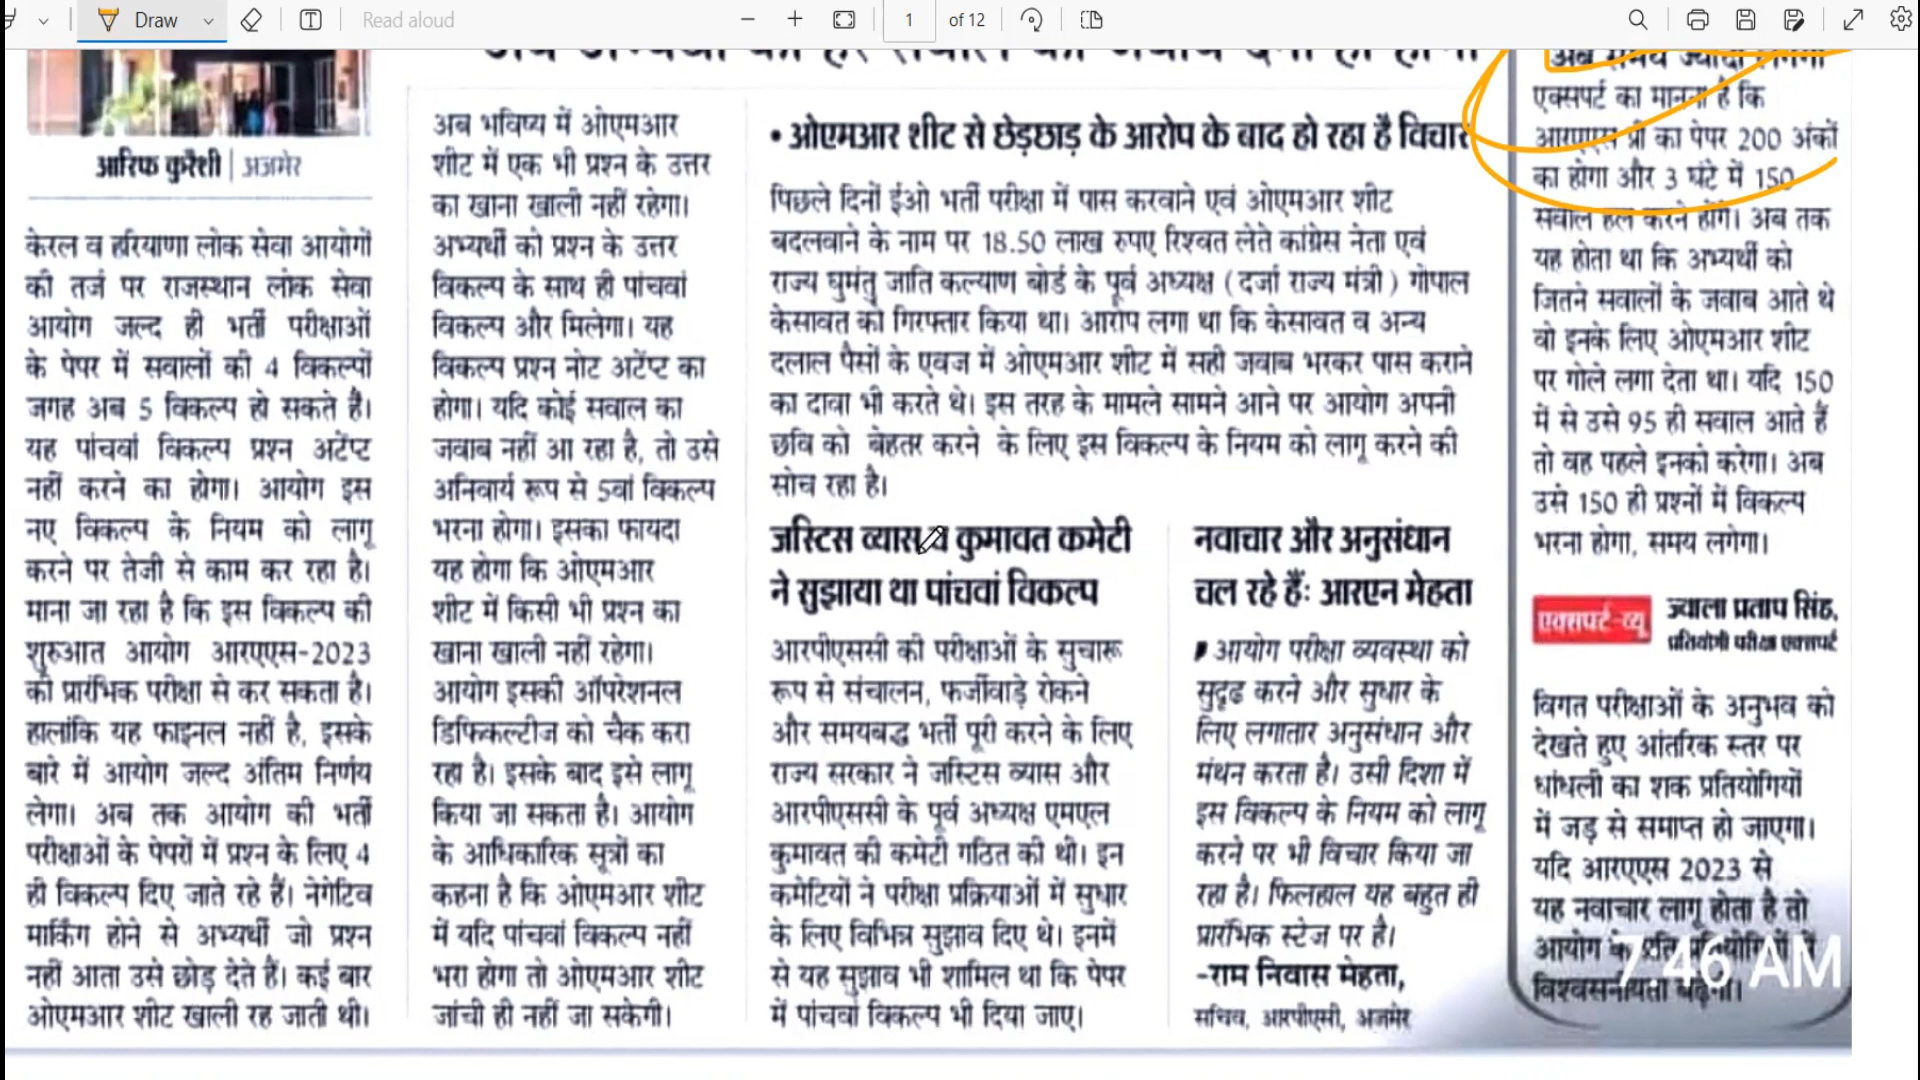 Draw
Read aloud
1
of 12
आरिफ कुरैशी | अजमेर
केरल व हरियाणा लोक सेवा आयोगों
की तर्ज पर राजस्थान लोक सेवा
आयोग जल्द ही भर्ती परीक्षाओं
के पेपर में सवालों की 4 विकल्पों
जगह अब 5 विकल्प हो सकते हैं।
यह पांचवां विकल्प प्रश्न अटेंप्ट
नहीं करने का होगा। आयोग इस
नए विकल्प के नियम को लागू
करने पर तेजी से काम कर रहा है।
माना जा रहा है कि इस विकल्प की
शुरुआत आयोग आरएएस-2023
की प्रारंभिक परीक्षा से कर सकता है।
हालांकि यह फाइनल नहीं है, इसके
बारे में आयोग जल्द अंतिम निर्णय
लेगा। अब तक आयोग की भर्ती
परीक्षाओं के पेपरों में प्रश्न के लिए 4
ही विकल्प दिए जाते रहे हैं। नेगेटिव
मार्किंग होने से अभ्यर्थी जो प्रश्न
नहीं आता उसे छोड़ देते हैं। कई बार
ओएमआर शीट खाली रह जाती थी।
अब भविष्य में ओएमआर
शीट में एक भी प्रश्न के उत्तर
का खाना खाली नहीं रहेगा।
अभ्यर्थी को प्रश्न के उत्तर
विकल्प के साथ ही पांचवां
विकल्प और मिलेगा। यह
विकल्प प्रश्न नोट अटेंप्ट का
होगा। यदि कोई सवाल का
जवाब नहीं आ रहा है, तो उसे
अनिवार्य रूप से 5वां विकल्प
भरना होगा। इसका फायदा
यह होगा कि ओएमआर
शीट में किसी भी प्रश्न का
खाना खाली नहीं रहेगा।
आयोग इसकी ऑपरेशनल
डिफिकल्टीज को चैक करा
रहा है। इसके बाद इसे लागू
किया जा सकता है। आयोग
के आधिकारिक सूत्रों का
कहना है कि ओएमआर शीट
में यदि पांचवां विकल्प नहीं
भरा होगा तो ओएमआर शीट
जांची ही नहीं जा सकेगी।
• ओएमआर शीट से छेड़छाड़ के आरोप के बाद हो रहा है विचार
पिछले दिनों ईओ भर्ती परीक्षा में पास करवाने एवं ओएमआर शीट
बदलवाने के नाम पर 18.50 लाख रुपए रिश्वत लेते कांग्रेस नेता एवं
राज्य घुमंतु जाति कल्याण बोर्ड के पूर्व अध्यक्ष (दर्जा राज्य मंत्री) गोपाल
केसावत को गिरफ्तार किया था। आरोप लगा था कि केसावत व अन्य
दलाल पैसों के एवज में ओएमआर शीट में सही जवाब भरकर पास कराने
का दावा भी करते थे। इस तरह के मामले सामने आने पर आयोग अपनी
छवि को बेहतर करने के लिए इस विकल्प के नियम को लागू करने की
सोच रहा है।
जस्टिस व्यास व कुमावत कमेटी
ने सुझाया था पांचवां विकल्प
आरपीएससी की परीक्षाओं के सुचारू
रूप से संचालन, फर्जीवाड़े रोकने
और समयबद्ध भर्ती पूरी करने के लिए
राज्य सरकार ने जस्टिस व्यास और
आरपीएससी के पूर्व अध्यक्ष एमएल
कुमावत की कमेटी गठित की थी। इन
कमेटियों ने परीक्षा प्रक्रियाओं में सुधार
के लिए विभिन्न सुझाव दिए थे। इनमें
से यह सुझाव भी शामिल था कि पेपर
में पांचवां विकल्प भी दिया जाए।
नवाचार और अनुसंधान
चल रहे हैं: आरएन मेहता
आयोग परीक्षा व्यवस्था को
सुदृढ करने और सुधार के
लिए लगातार अनुसंधान और
मंथन करता है। उसी दिशा में
इस विकल्प के नियम को लागू
करने पर भी विचार किया जा
रहा है। फिलहाल यह बहुत ही
प्रारंभिक स्टेज पर है।
-राम निवास मेहता,
सचिव, आरपीएसी, अजमेर
एक्सपर्ट का मानना है कि
आरएएस प्री का पेपर 200 अंकों
का होगा और 3 घंटे में 150
सवाल हल करने होंगे। अब तक
यह होता था कि अभ्यर्थी को
जितने सवालों के जवाब आते थे
वो इनके लिए ओएमआर शीट
पर गोले लगा देता था। यदि 150
में से उसे 95 ही सवाल आते हैं
तो वह पहले इनको करेगा। अब
उसे 150 ही प्रश्नों में विकल्प
भरना होगा, समय लगेगा।
एक्सपर्ट-व्यू
ज्वाला प्रताप सिंह,
प्रतियोगी परीक्षा एक्सपर्ट
विगत परीक्षाओं के अनुभव को
देखते हुए आंतरिक स्तर पर
धांधली का शक प्रतियोगियों
में जड़ से समाप्त हो जाएगा।
यदि आरएएस 2023 से
यह नवाचार लागू होता है तो
आयोग के
विश्वसनीयता बढ़ेगी।
7:46 AM